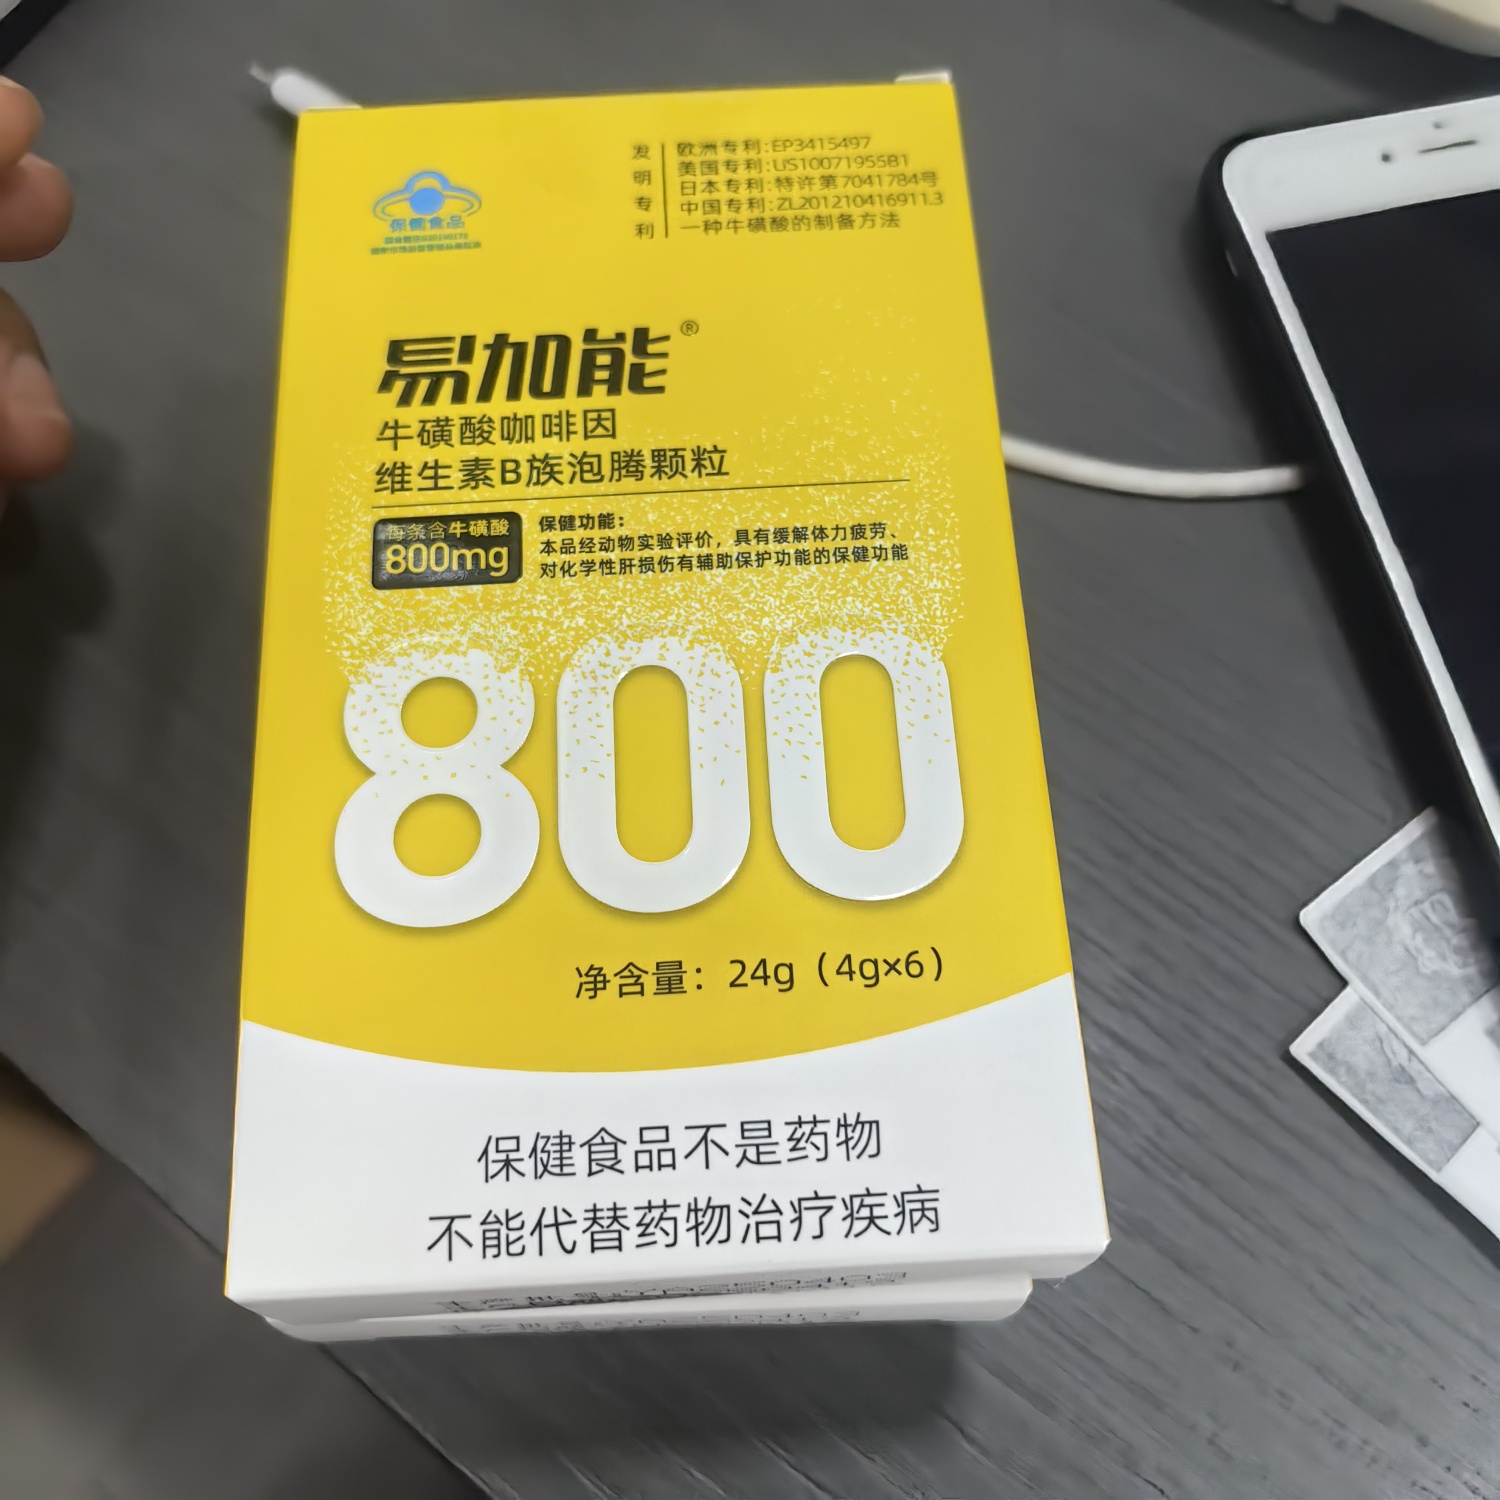 保健食品
发明专利
欧洲专利:EP3415497
美国专利:US10071955B1
日本专利:特许第7041784号
中国专利:ZL201210416911.3
一种牛磺酸的制备方法
易加能®
牛磺酸咖啡因
维生素B族泡腾颗粒
每条含牛磺酸
800mg
保健功能：
本品经动物实验评价，具有缓解体力疲劳、
对化学性肝损伤有辅助保护功能的保健功能
800
净含量：24g（4g×6）
保健食品不是药物
不能代替药物治疗疾病